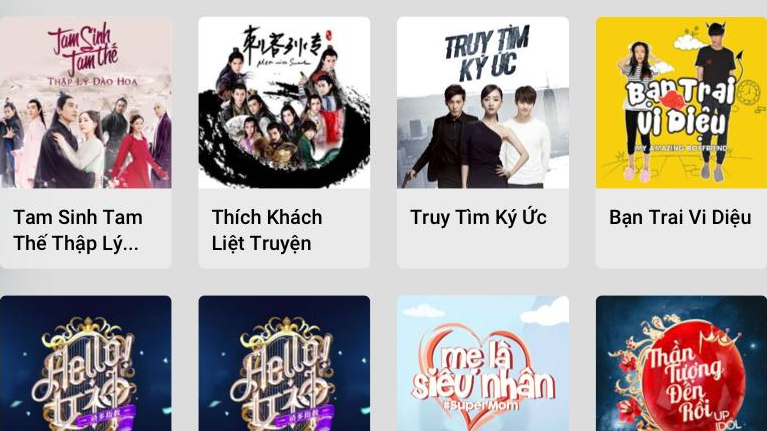 Tam Sinh
Tam thế
THẬP LÝ ĐÀO HOA
刺客列传
Men with Sword
TRUY TÌM
KÝ ỨC
Bạn Trai
Vi Diệu
MY AMAZING BOYFRIEND
Tam Sinh Tam
Thế Thập Lý...
Thích Khách
Liệt Truyện
Truy Tìm Ký Ức
Bạn Trai Vi Diệu
Hello!
女神
Hello!
女神
mẹ là
siêu nhân
#SuperMom
Thần
Tượng
Đến
Rồi
UP
IDOL